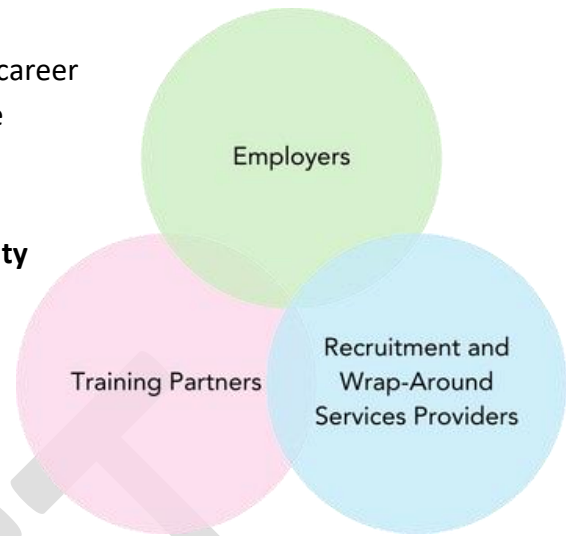 career
e
ty
Employers
Training Partners
Recruitment and
Wrap-Around
Services Providers